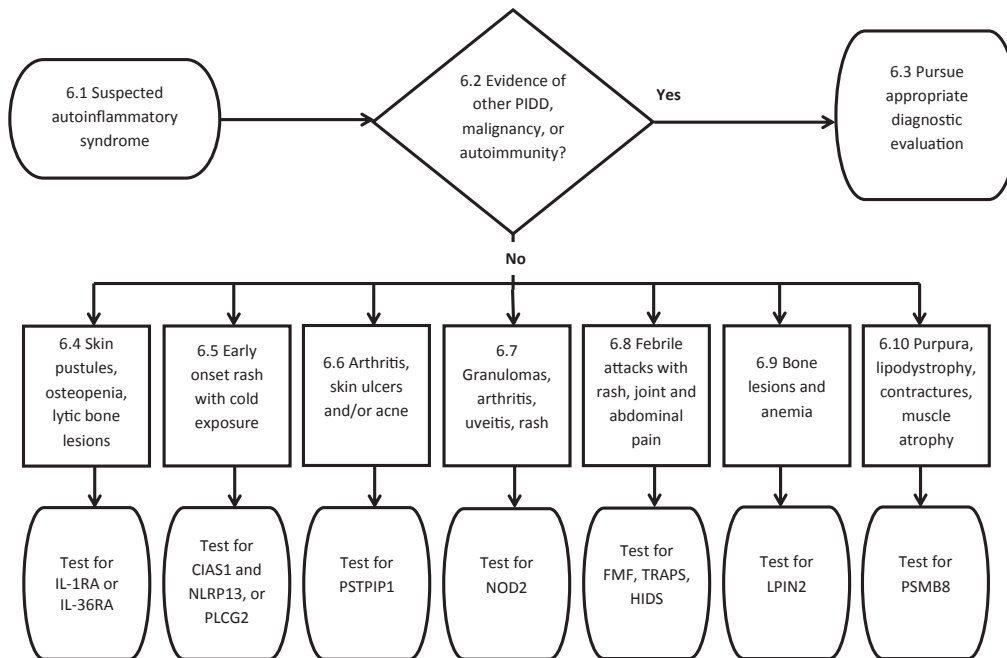 6.1 Suspected
autoinflammatory
syndrome
6.2 Evidence of
other PIDD,
malignancy, or
autoimmunity?
Yes
6.3 Pursue
appropriate
diagnostic
evaluation
No
6.4 Skin
pustules,
osteopenia,
lytic bone
lesions
6.5 Early
onset rash
with cold
exposure
6.6 Arthritis,
skin ulcers
and/or acne
6.7
Granulomas,
arthritis,
uveitis, rash
6.8 Febrile
attacks with
rash, joint and
abdominal
pain
6.9 Bone
lesions and
anemia
6.10 Purpura,
lipodystrophy,
contractures,
muscle
atrophy
Test for
IL-1RA or
IL-36RA
Test for
CIAS1 and
NLRP13, or
PLCG2
Test for
PSTPIP1
Test for
NOD2
Test for
FMF, TRAPS,
HIDS
Test for
LPIN2
Test for
PSMB8